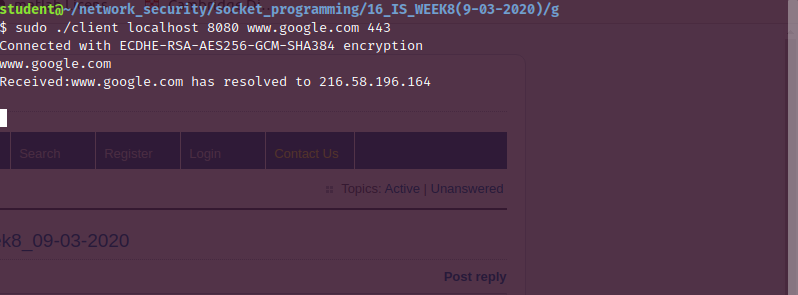 student@~/network_security/socket_programming/16_IS_WEEK8(9-03-2020)/g
$ sudo ./client localhost 8080 www.google.com 443
Connected with ECDHE-RSA-AES256-GCM-SHA384 encryption
www.google.com
Received:www.google.com has resolved to 216.58.196.164
Search Register Login Contact Us
Topics: Active | Unanswered
ek8_09-03-2020
Post reply